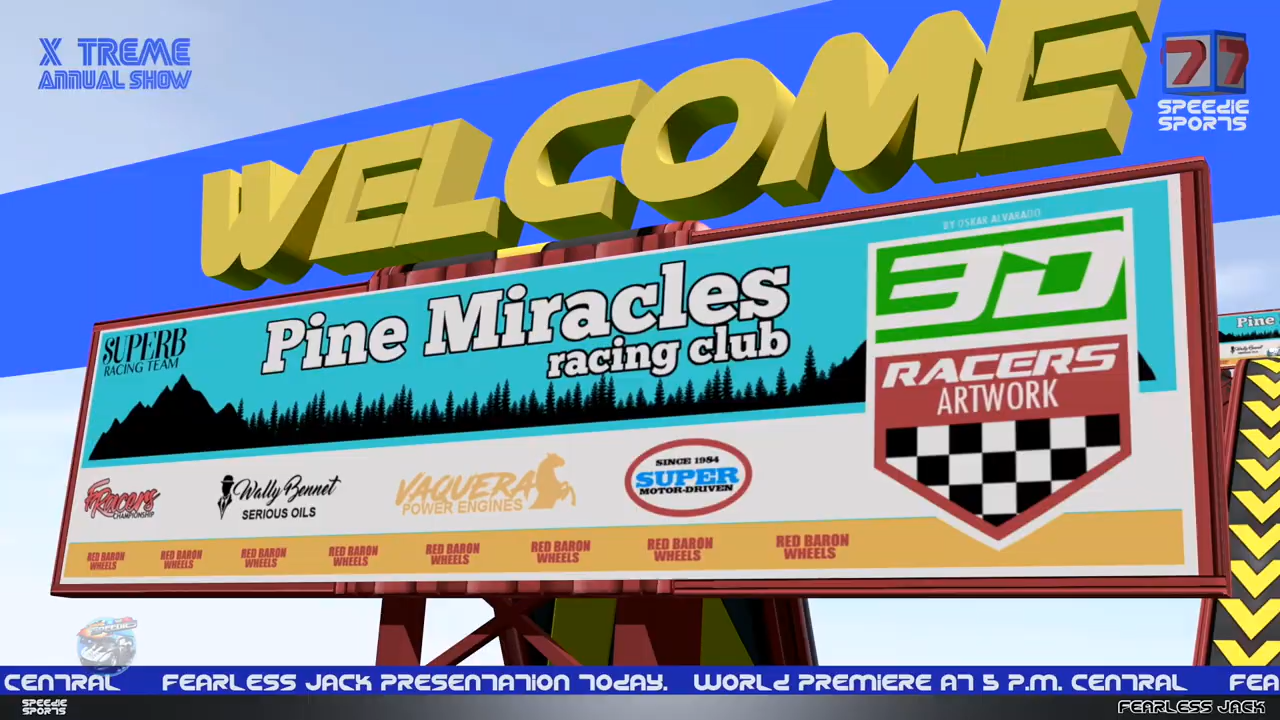 X TREME
ANNUAL SHOW
77
SPEEDIE
SPORTS
WELCOME
BY OSKAR ALVARADO
SUPERB
RACING TEAM
Pine Miracles
racing club
3D
RACERS
ARTWORK
Racers
CHAMPIONSHIP
Wally Bennet
SERIOUS OILS
VAQUERA
POWER ENGINES
SINCE 1984
SUPER
MOTOR-DRIVEN
RED BARON
WHEELS
RED BARON
WHEELS
RED BARON
WHEELS
RED BARON
WHEELS
RED BARON
WHEELS
RED BARON
WHEELS
RED BARON
WHEELS
RED BARON
WHEELS
Pine
CENTRAL FEARLESS JACK PRESENTATION TODAY. WORLD PREMIERE AT 5 P.M. CENTRAL FEA
SPEEDIE
SPORTS
FEARLESS JACK